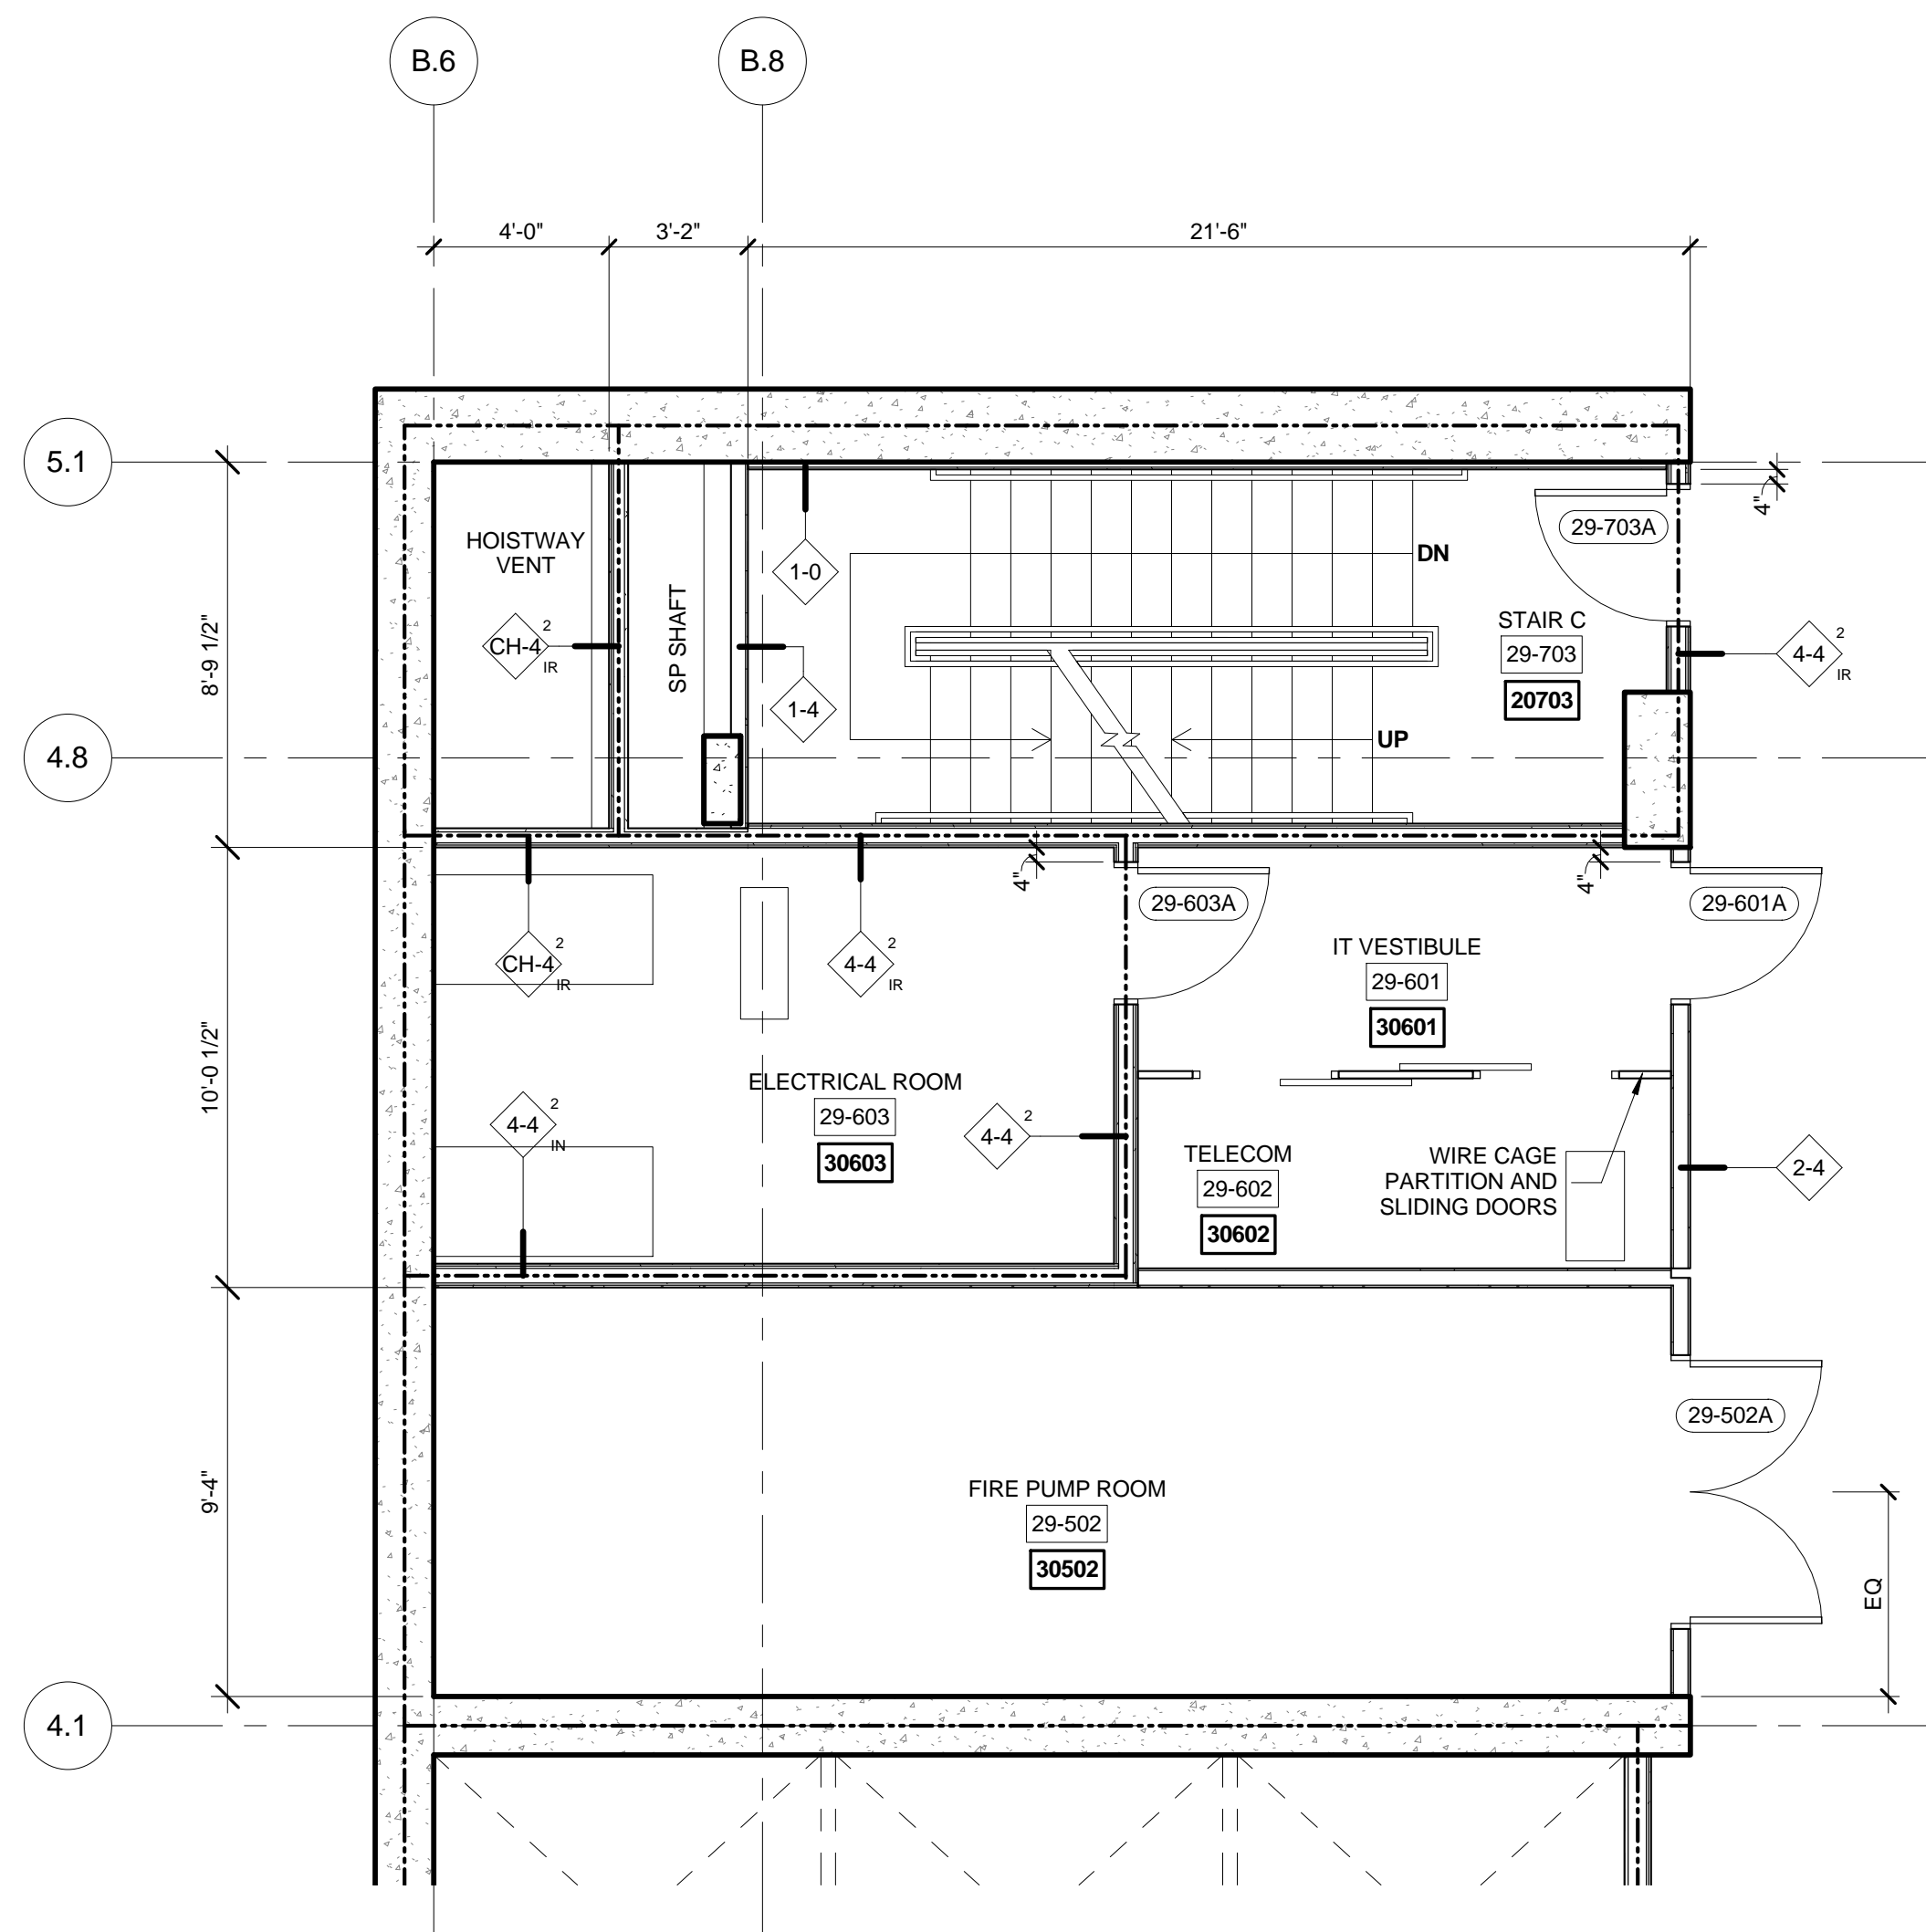 B.6
B.8
4'-0"
3'-2"
21'-6"
5.1
4"
29-703A
HOISTWAY
VENT
DN
1-0
SP SHAFT
STAIR C
29-703
20703
2
CH-4
IR
2
4-4
IR
8'-9 1/2"
1-4
UP
4.8
4"
4"
29-603A
29-601A
2
CH-4
IR
2
4-4
IR
IT VESTIBULE
29-601
30601
10'-0 1/2"
ELECTRICAL ROOM
29-603
30603
2
4-4
IN
2
4-4
TELECOM
29-602
30602
WIRE CAGE
PARTITION AND
SLIDING DOORS
2-4
29-502A
9'-4"
FIRE PUMP ROOM
29-502
30502
EQ
4.1